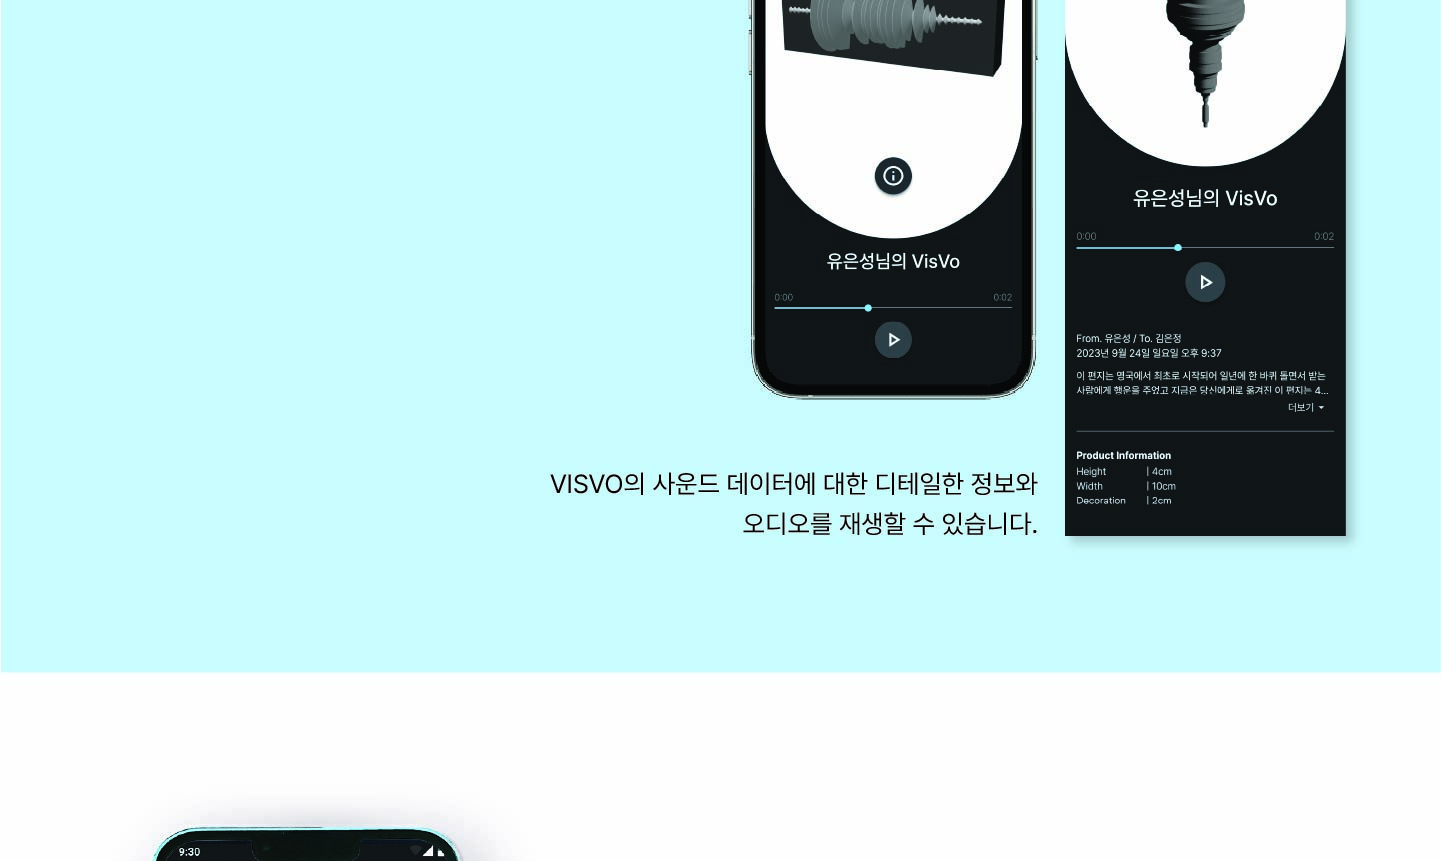 유은성님의 VisVo
0:00
0:02
유은성님의 VisVo
0:00
0:02
From. 유은성 / To. 김은정
2023년 9월 24일 일요일 오후 9:37
이 편지는 영국에서 최초로 시작되어 일년에 한 바퀴 돌면서 받는
사람에게 행운을 주었고 지금은 당신에게로 옮겨진 이 편지는 4...
더보기
Product Information
Height | 4cm
Width | 10cm
Decoration | 2cm
VISVO의 사운드 데이터에 대한 디테일한 정보와
오디오를 재생할 수 있습니다.
9:30